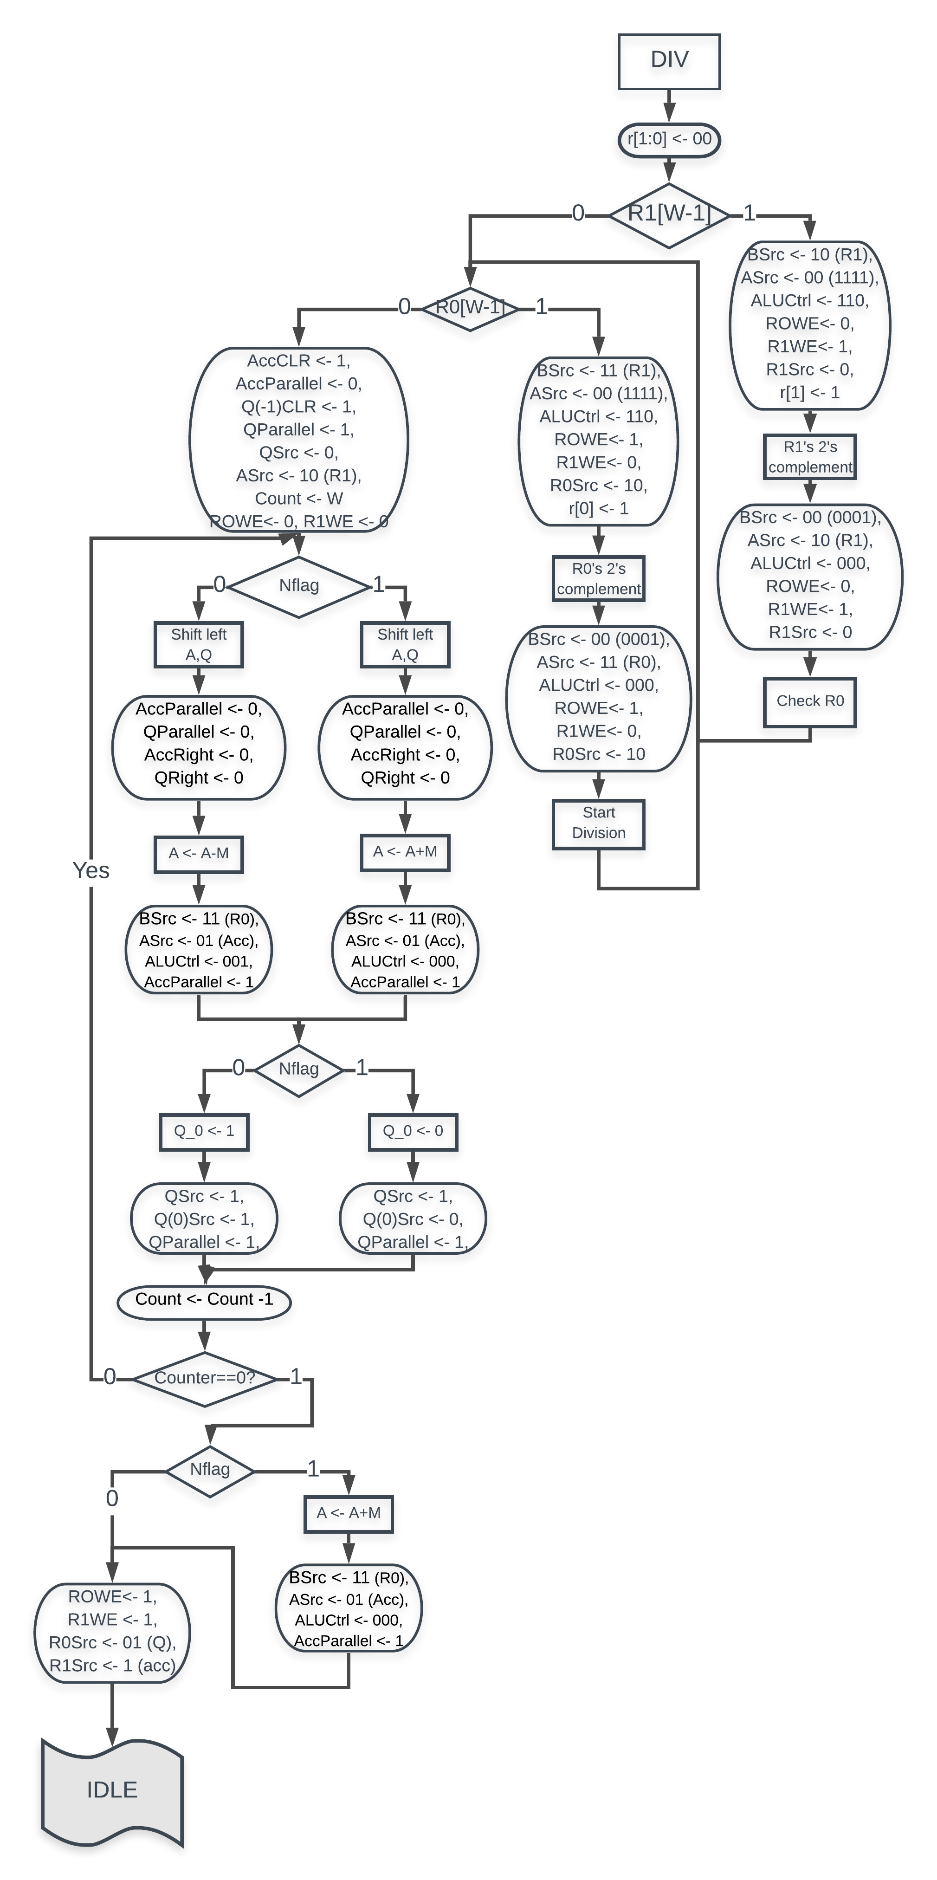 DIV
r[1:0] <- 00
R1[W-1]
0
1
BSrc <- 10 (R1),
ASrc <- 00 (1111),
ALUCtrl <- 110,
ROWE<- 0,
R1WE<- 1,
R1Src <- 0,
r[1] <- 1
R1's 2's
complement
BSrc <- 00 (0001),
ASrc <- 10 (R1),
ALUCtrl <- 000,
ROWE<- 0,
R1WE<- 1,
R1Src <- 0
Check R0
R0[W-1]
0
1
BSrc <- 11 (R1),
ASrc <- 00 (1111),
ALUCtrl <- 110,
ROWE<- 1,
R1WE<- 0,
R0Src <- 10,
r[0] <- 1
R0's 2's
complement
BSrc <- 00 (0001),
ASrc <- 11 (R0),
ALUCtrl <- 000,
ROWE<- 1,
R1WE<- 0,
R0Src <- 10
Start
Division
AccCLR <- 1,
AccParallel <- 0,
Q(-1)CLR <- 1,
QParallel <- 1,
QSrc <- 0,
ASrc <- 10 (R1),
Count <- W
ROWE<- 0, R1WE <- 0
Nflag
0
1
Shift left
A,Q
AccParallel <- 0,
QParallel <- 0,
AccRight <- 0,
QRight <- 0
A <- A-M
BSrc <- 11 (R0),
ASrc <- 01 (Acc),
ALUCtrl <- 001,
AccParallel <- 1
Shift left
A,Q
AccParallel <- 0,
QParallel <- 0,
AccRight <- 0,
QRight <- 0
A <- A+M
BSrc <- 11 (R0),
ASrc <- 01 (Acc),
ALUCtrl <- 000,
AccParallel <- 1
Yes
Nflag
0
1
Q_0 <- 1
QSrc <- 1,
Q(0)Src <- 1,
QParallel <- 1,
Q_0 <- 0
QSrc <- 1,
Q(0)Src <- 0,
QParallel <- 1,
Count <- Count -1
Counter==0?
0
1
Nflag
0
1
A <- A+M
BSrc <- 11 (R0),
ASrc <- 01 (Acc),
ALUCtrl <- 000,
AccParallel <- 1
ROWE<- 1,
R1WE <- 1,
R0Src <- 01 (Q),
R1Src <- 1 (acc)
IDLE